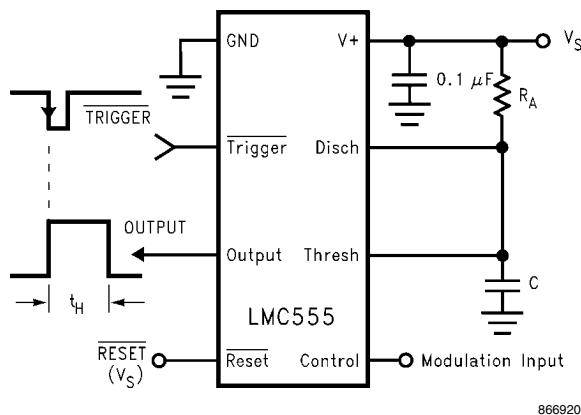 GND
V+
V_S
0.1 μF
R_A
TRIGGER
Trigger
Disch
OUTPUT
Output
Thresh
C
t_H
LMC555
RESET
(V_S)
Reset
Control
Modulation Input
866920